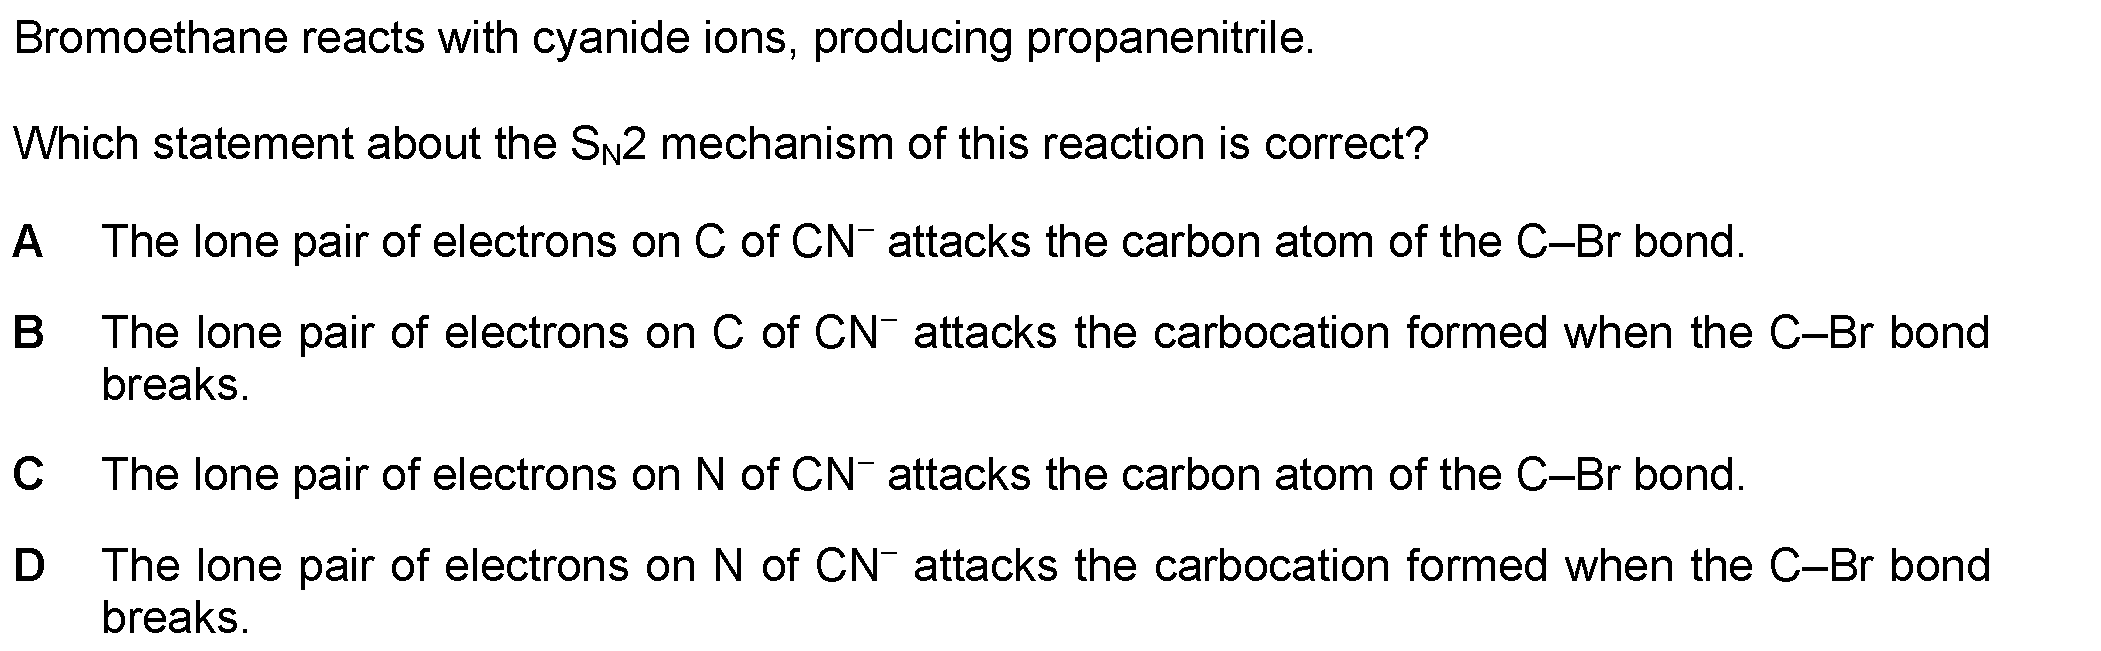 Bromoethane reacts with cyanide ions, producing propanenitrile.
Which statement about the SN2 mechanism of this reaction is correct?
A The lone pair of electrons on C of CN⁻ attacks the carbon atom of the C–Br bond.
B The lone pair of electrons on C of CN⁻ attacks the carbocation formed when the C–Br bond
breaks.
C The lone pair of electrons on N of CN⁻ attacks the carbon atom of the C–Br bond.
D The lone pair of electrons on N of CN⁻ attacks the carbocation formed when the C–Br bond
breaks.